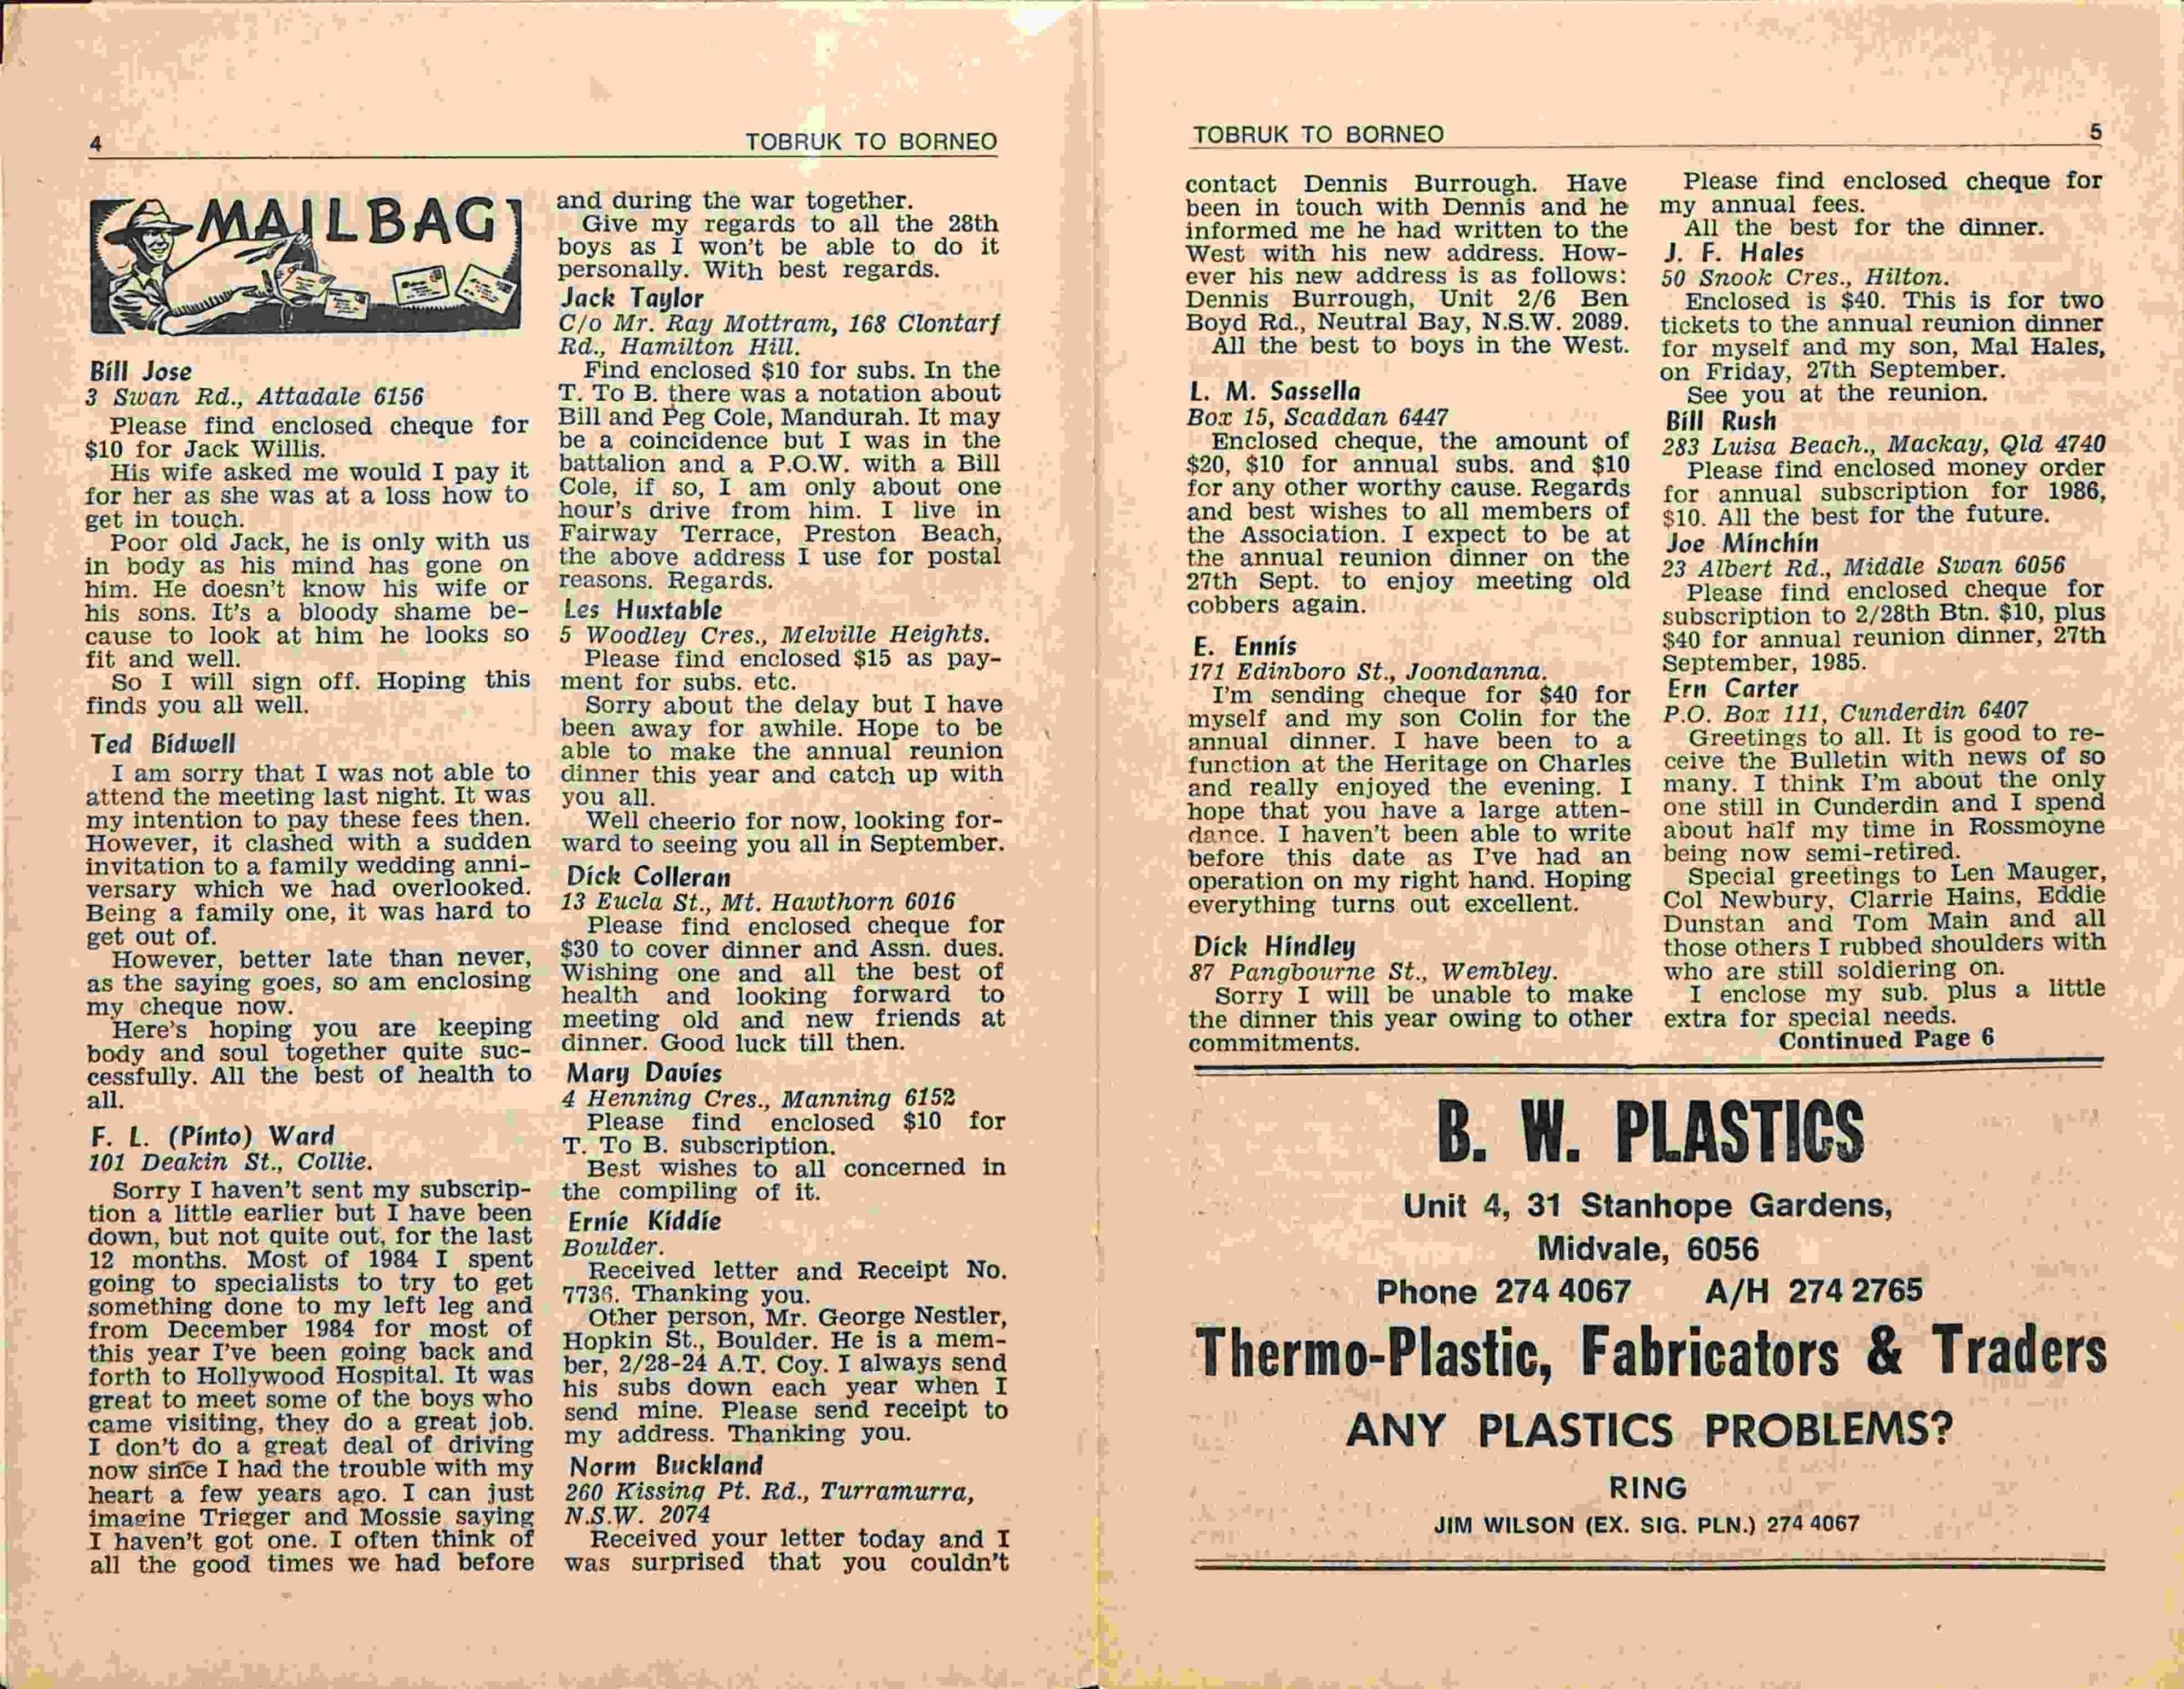 4
TOBRUK TO BORNEO
MAILBAG
Bill Jose
3 Swan Rd., Attadale 6156
Please find enclosed cheque for
$10 for Jack Willis.
His wife asked me would I pay it
for her as she was at a loss how to
get in touch.
Poor old Jack, he is only with us
in body as his mind has gone on
him. He doesn't know his wife or
his sons. It's a bloody shame be-
cause to look at him he looks so
fit and well.
So I will sign off. Hoping this
finds you all well.
Ted Bidwell
I am sorry that I was not able to
attend the meeting last night. It was
my intention to pay these fees then.
However, it clashed with a sudden
invitation to a family wedding anni-
versary which we had overlooked.
Being a family one, it was hard to
get out of.
However, better late than never,
as the saying goes, so am enclosing
my cheque now.
Here's hoping you are keeping
body and soul together quite suc-
cessfully. All the best of health to
all.
F. L. (Pinto) Ward
101 Deakin St., Collie.
Sorry I haven't sent my subscrip-
tion a little earlier but I have been
down, but not quite out, for the last
12 months. Most of 1984 I spent
going to specialists to try to get
something done to my left leg and
from December 1984 for most of
this year I've been going back and
forth to Hollywood Hospital. It was
great to meet some of the boys who
came visiting, they do a great job.
I don't do a great deal of driving
now since I had the trouble with my
heart a few years ago. I can just
imagine Trigger and Mossie saying
I haven't got one. I often think of
all the good times we had before
and during the war together.
Give my regards to all the 28th
boys as I won't be able to do it
personally. With best regards.
Jack Taylor
C/o Mr. Ray Mottram, 168 Clontarf
Rd., Hamilton Hill.
Find enclosed $10 for subs. In the
T. To B. there was a notation about
Bill and Peg Cole, Mandurah. It may
be a coincidence but I was in the
battalion and a P.O.W. with a Bill
Cole, if so, I am only about one
hour's drive from him. I live in
Fairway Terrace, Preston Beach,
the above address I use for postal
reasons. Regards.
Les Huxtable
5 Woodley Cres., Melville Heights.
Please find enclosed $15 as pay-
ment for subs. etc.
Sorry about the delay but I have
been away for awhile. Hope to be
able to make the annual reunion
dinner this year and catch up with
you all.
Well cheerio for now, looking for-
ward to seeing you all in September.
Dick Colleran
13 Eucla St., Mt. Hawthorn 6016
Please find enclosed cheque for
$30 to cover dinner and Assn. dues.
Wishing one and all the best of
health and looking forward to
meeting old and new friends at
dinner. Good luck till then.
Mary Davies
4 Henning Cres., Manning 6152
Please find enclosed $10 for
T. To B. subscription.
Best wishes to all concerned in
the compiling of it.
Ernie Kiddie
Boulder.
Received letter and Receipt No.
7736. Thanking you.
Other person, Mr. George Nestler,
Hopkin St., Boulder. He is a mem-
ber, 2/28-24 A.T. Coy. I always send
his subs down each year when I
send mine. Please send receipt to
my address. Thanking you.
Norm Buckland
260 Kissing Pt. Rd., Turramurra,
N.S.W. 2074
Received your letter today and I
was surprised that you couldn't
TOBRUK TO BORNEO
5
contact Dennis Burrough. Have
been in touch with Dennis and he
informed me he had written to the
West with his new address. How-
ever his new address is as follows:
Dennis Burrough, Unit 2/6 Ben
Boyd Rd., Neutral Bay, N.S.W. 2089.
All the best to boys in the West.
L. M. Sassella
Box 15, Scaddan 6447
Enclosed cheque, the amount of
$20, $10 for annual subs. and $10
for any other worthy cause. Regards
and best wishes to all members of
the Association. I expect to be at
the annual reunion dinner on the
27th Sept. to enjoy meeting old
cobbers again.
E. Ennis
171 Edinboro St., Joondanna.
I'm sending cheque for $40 for
myself and my son Colin for the
annual dinner. I have been to a
function at the Heritage on Charles
and really enjoyed the evening. I
hope that you have a large atten-
dance. I haven't been able to write
before this date as I've had an
operation on my right hand. Hoping
everything turns out excellent.
Dick Hindley
87 Pangbourne St., Wembley.
Sorry I will be unable to make
the dinner this year owing to other
commitments.
Please find enclosed cheque for
my annual fees.
All the best for the dinner.
J. F. Hales
50 Snook Cres., Hilton.
Enclosed is $40. This is for two
tickets to the annual reunion dinner
for myself and my son, Mal Hales,
on Friday, 27th September.
See you at the reunion.
Bill Rush
283 Luisa Beach., Mackay, Qld 4740
Please find enclosed money order
for annual subscription for 1986,
$10. All the best for the future.
Joe Minchin
23 Albert Rd., Middle Swan 6056
Please find enclosed cheque for
subscription to 2/28th Btn. $10, plus
$40 for annual reunion dinner, 27th
September, 1985.
Ern Carter
P.O. Box 111, Cunderdin 6407
Greetings to all. It is good to re-
ceive the Bulletin with news of so
many. I think I'm about the only
one still in Cunderdin and I spend
about half my time in Rossmoyne
being now semi-retired.
Special greetings to Len Mauger,
Col Newbury, Clarrie Hains, Eddie
Dunstan and Tom Main and all
those others I rubbed shoulders with
who are still soldiering on.
I enclose my sub. plus a little
extra for special needs.
Continued Page 6
B. W. PLASTICS
Unit 4, 31 Stanhope Gardens,
Midvale, 6056
Phone 274 4067 A/H 274 2765
Thermo-Plastic, Fabricators & Traders
ANY PLASTICS PROBLEMS?
RING
JIM WILSON (EX. SIG. PLN.) 274 4067